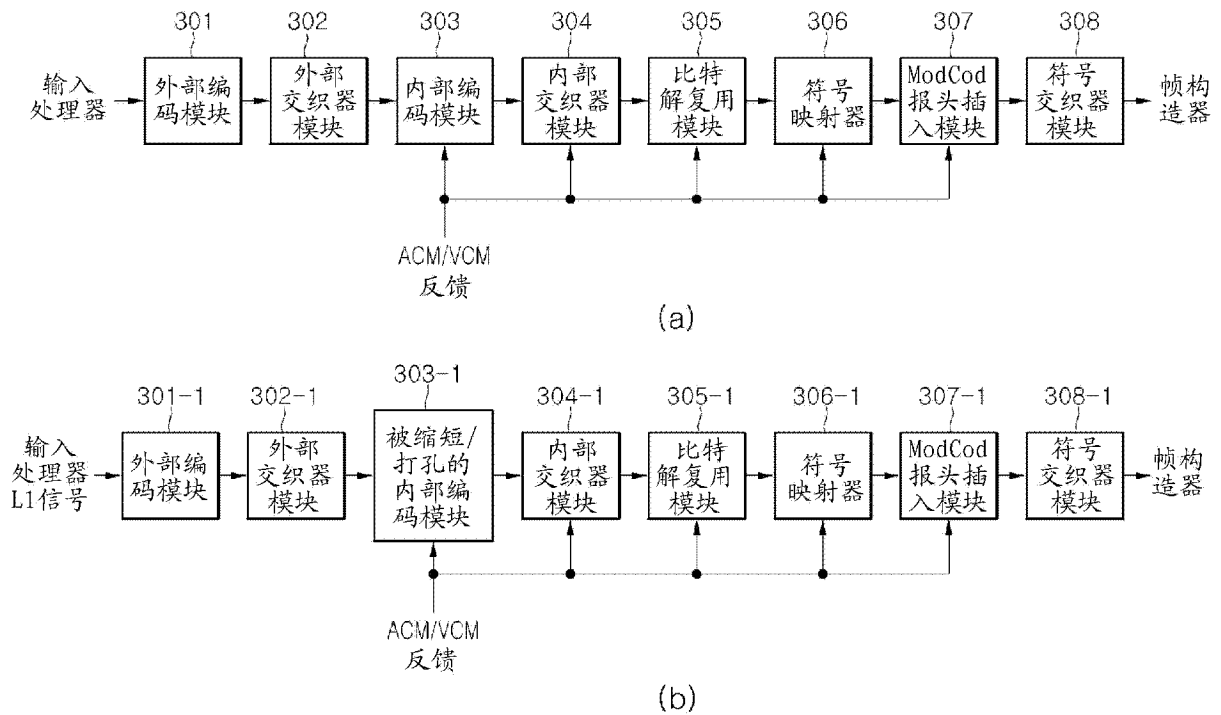 301
302
303
304
305
306
307
308
输入
处理器
外部编
码模块
外部
交织器
模块
内部编
码模块
内部
交织器
模块
比特
解复用
模块
符号
映射器
ModCod
报头插
入模块
符号
交织器
模块
帧构
造器
ACM/VCM
反馈
(a)
301-1
302-1
303-1
304-1
305-1
306-1
307-1
308-1
输入
处理器
L1信号
外部编
码模块
外部
交织器
模块
被缩短/
打孔的
内部编
码模块
内部
交织器
模块
比特
解复用
模块
符号
映射器
ModCod
报头插
入模块
符号
交织器
模块
帧构
造器
ACM/VCM
反馈
(b)